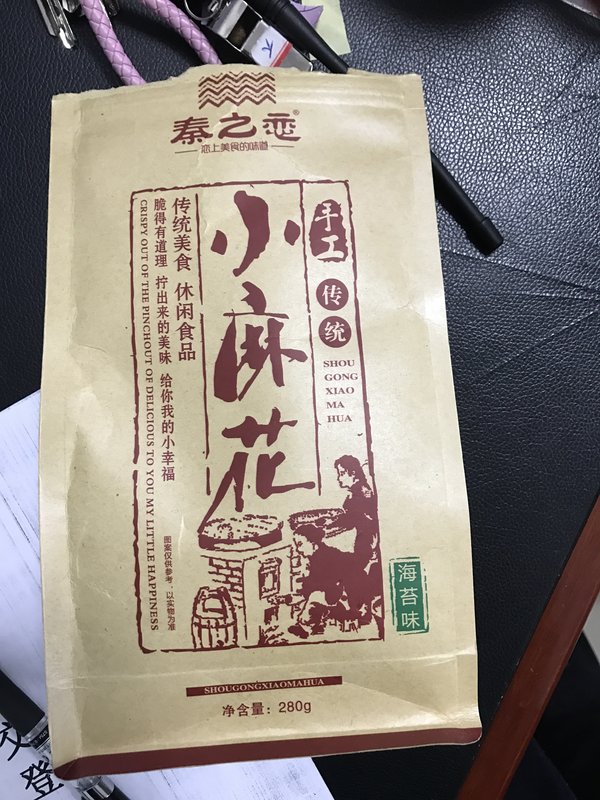 秦之恋®
恋上美食的味道
手工
传统
SHOU
GONG
XIAO
MA
HUA
小麻花
传统美食 休闲食品
脆得有道理 拧出来的美味 给你我的小幸福
CRISPY OUT OF THE PINCHOUT OF DELICIOUS TO YOU MY LITTLE HAPPINESS
图案仅供参考，以实物为准
海苔味
SHOUGONGXIAOMAHUA
净含量：280g
登